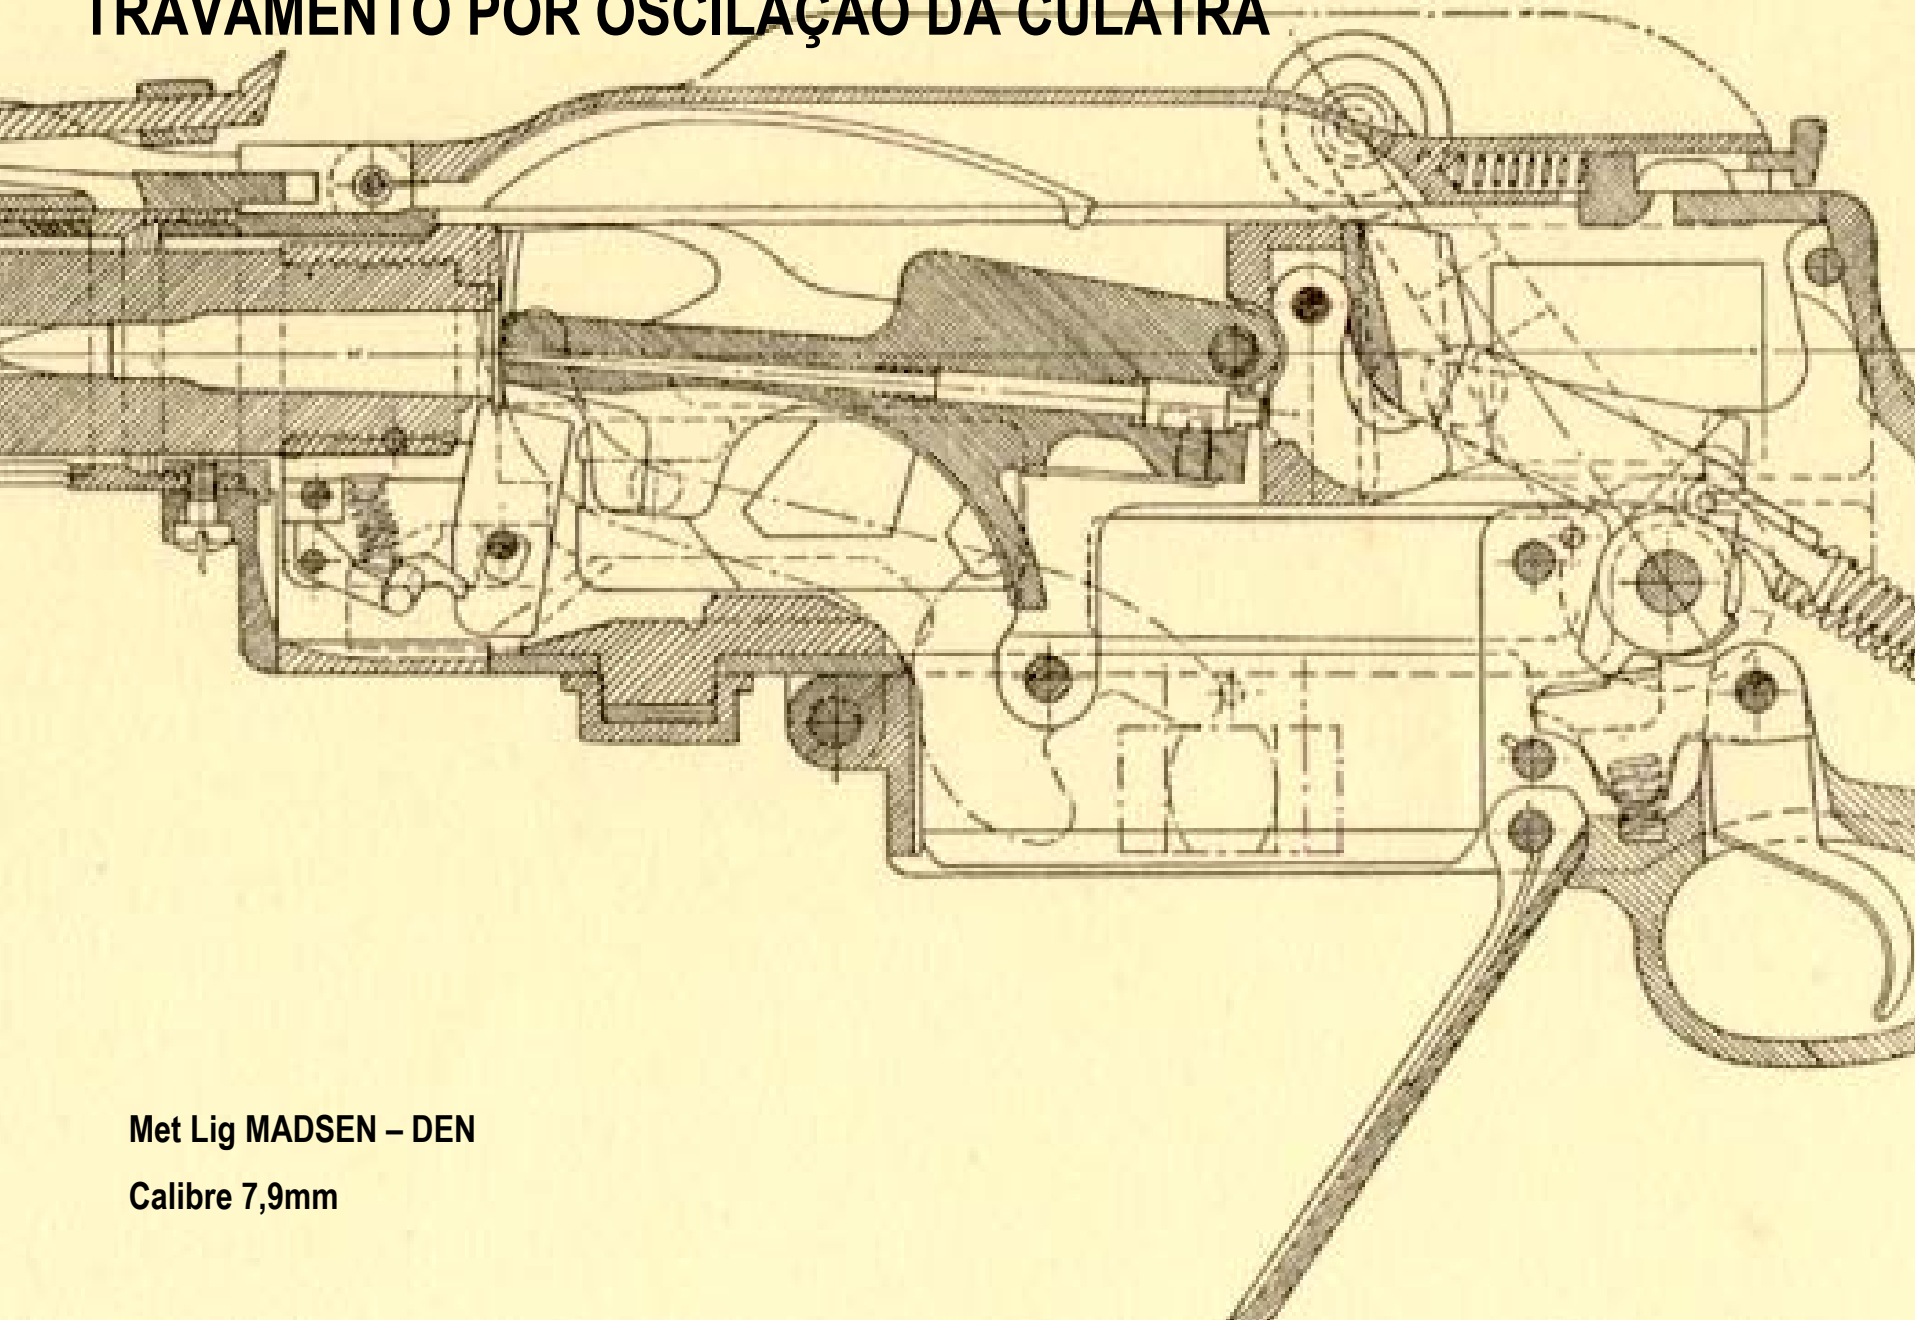 TRAVAMENTO POR OSCILAÇÃO DA CULATRA
Met Lig MADSEN – DEN
Calibre 7,9mm